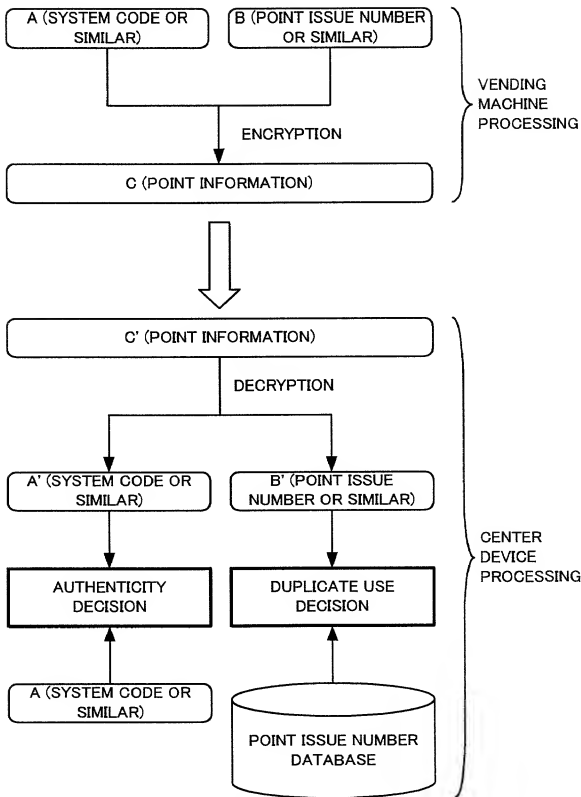 A (SYSTEM CODE OR
SIMILAR)
B (POINT ISSUE NUMBER
OR SIMILAR)
VENDING
MACHINE
PROCESSING
ENCRYPTION
C (POINT INFORMATION)
C' (POINT INFORMATION)
DECRYPTION
A' (SYSTEM CODE OR
SIMILAR)
B' (POINT ISSUE
NUMBER OR SIMILAR)
CENTER
DEVICE
PROCESSING
AUTHENTICITY
DECISION
DUPLICATE USE
DECISION
A (SYSTEM CODE OR
SIMILAR)
POINT ISSUE NUMBER
DATABASE